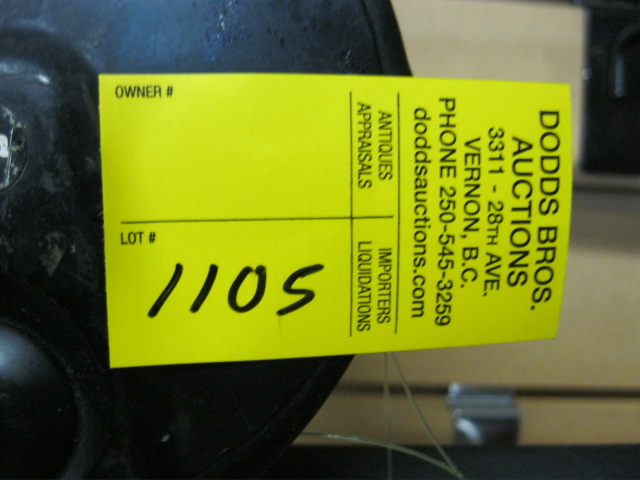 DODDS BROS.
AUCTIONS
3311 - 28TH AVE.
VERNON, B.C.
PHONE 250-545-3259
doddsauctions.com
ANTIQUES
APPRAISALS
IMPORTERS
LIQUIDATIONS
OWNER #
LOT #
1105